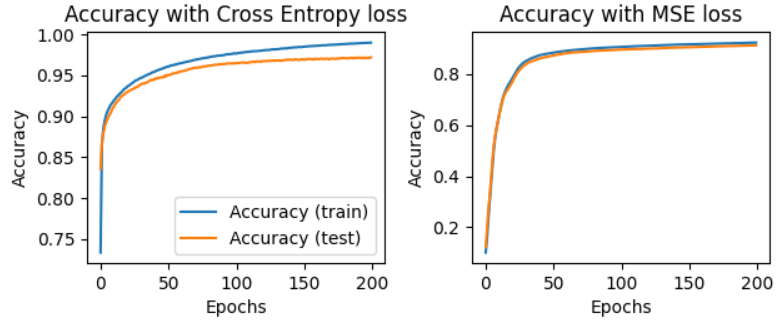 Accuracy with Cross Entropy loss
1.00
0.95
0.90
0.85
0.80
0.75
Accuracy
Accuracy (train)
Accuracy (test)
0 50 100 150 200
Epochs
Accuracy with MSE loss
0.8
0.6
0.4
0.2
Accuracy
0 50 100 150 200
Epochs